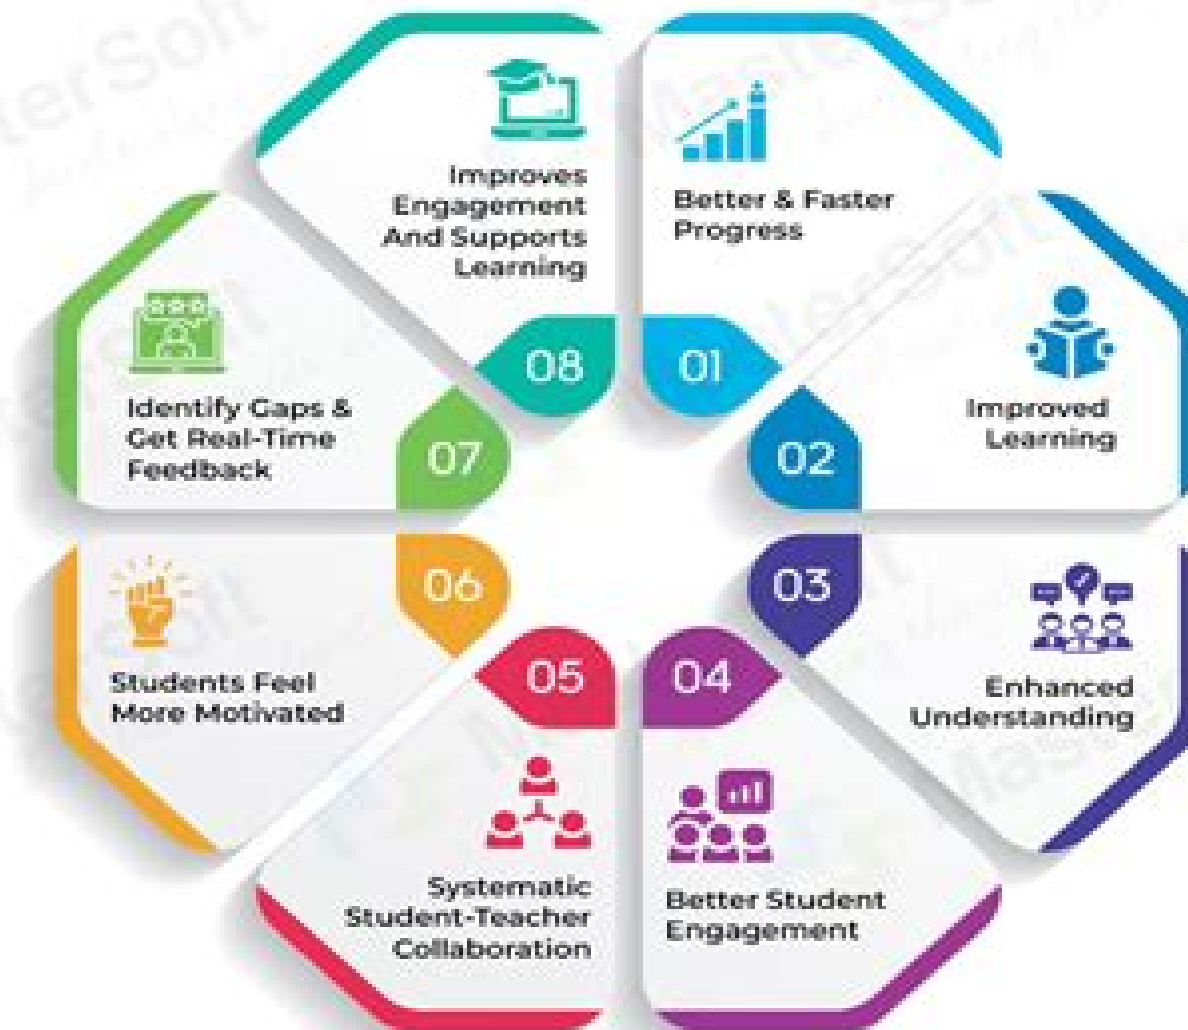 Better & Faster
Progress
01
Improved
Learning
02
Enhanced
Understanding
03
Better Student
Engagement
04
Systematic
Student-Teacher
Collaboration
05
Students Feel
More Motivated
06
Identify Gaps &
Get Real-Time
Feedback
07
Improves
Engagement
And Supports
Learning
08
MasterSoft